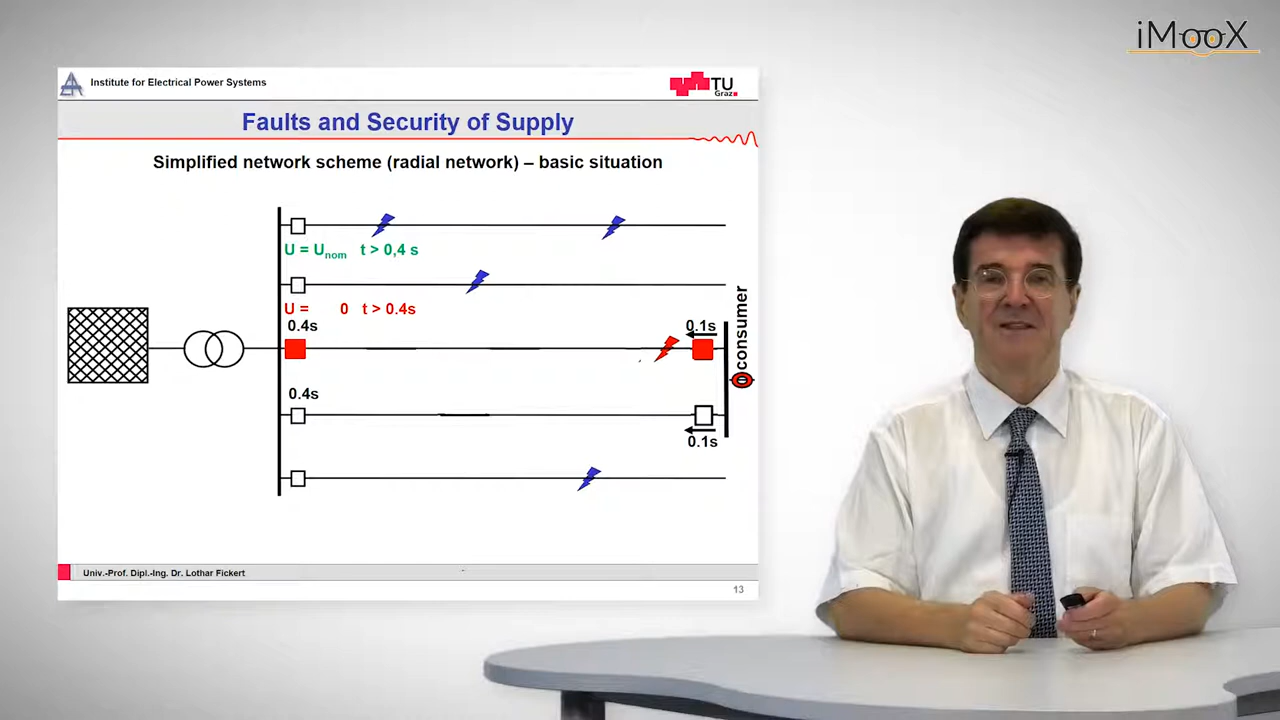 iMooX
Institute for Electrical Power Systems
TU
Graz
Faults and Security of Supply
Simplified network scheme (radial network) – basic situation
U = Unom t > 0,4 s
U = 0 t > 0.4s
0.4s
0.1s
consumer
0.4s
0.1s
Univ.-Prof. Dipl.-Ing. Dr. Lothar Fickert
13